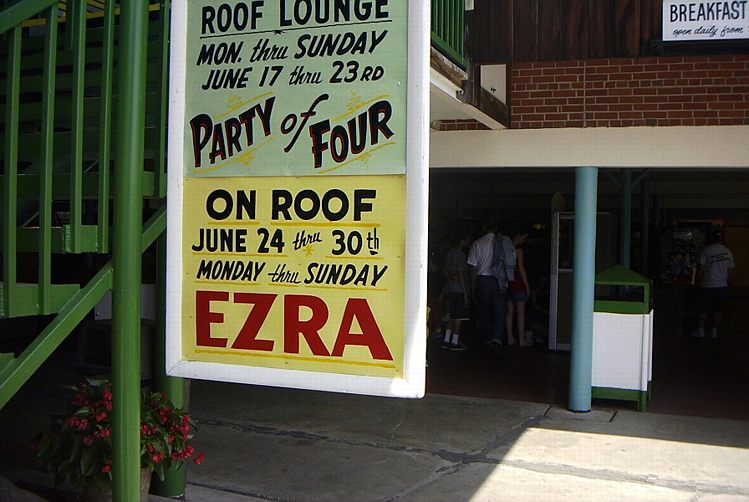 ROOF LOUNGE
MON. thru SUNDAY
JUNE 17 thru 23RD
PARTY of FOUR
ON ROOF
JUNE 24 thru 30th
MONDAY thru SUNDAY
EZRA
BREAKFAST
open daily from